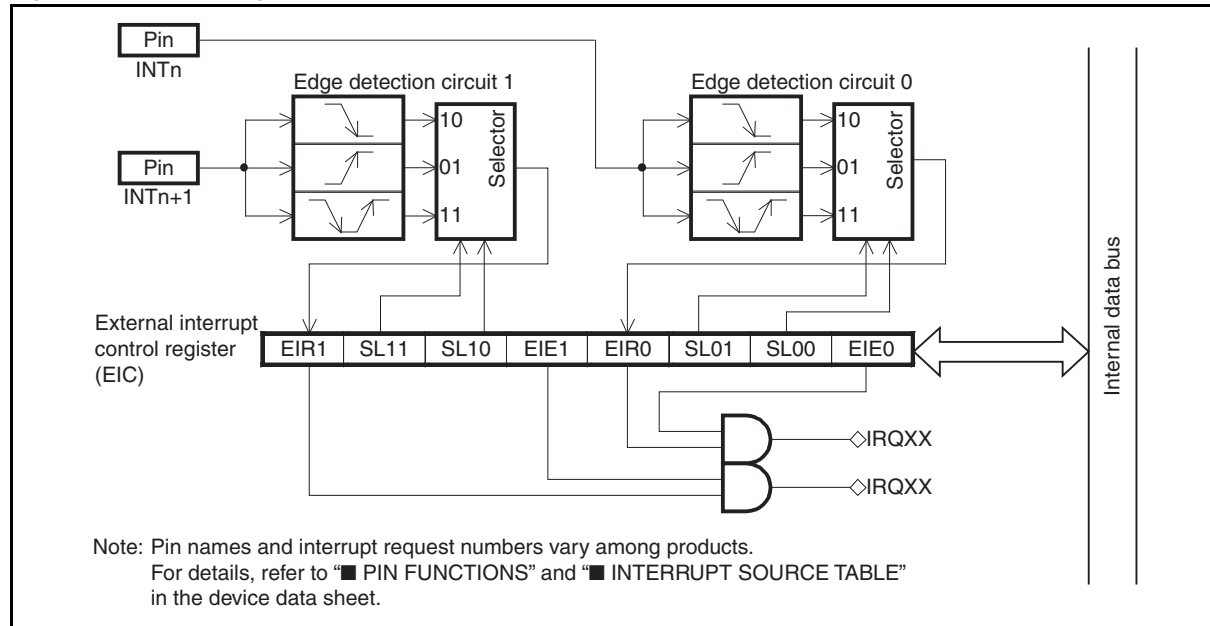 Pin
INTn
Edge detection circuit 1
Edge detection circuit 0
10
01
11
Selector
10
01
11
Selector
Pin
INTn+1
Internal data bus
External interrupt
control register
(EIC)
EIR1 SL11 SL10 EIE1 EIR0 SL01 SL00 EIE0
IRQXX
IRQXX
Note: Pin names and interrupt request numbers vary among products.
For details, refer to “■ PIN FUNCTIONS” and “■ INTERRUPT SOURCE TABLE”
in the device data sheet.